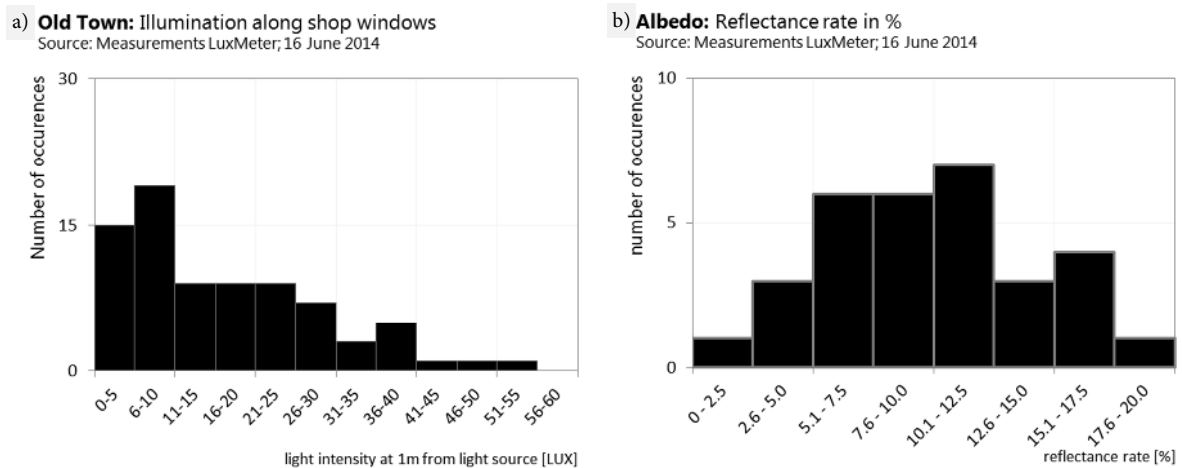 a) Old Town: Illumination along shop windows
Source: Measurements LuxMeter; 16 June 2014
Number of occurences
30
15
0
0-5
6-10
11-15
16-20
21-25
26-30
31-35
36-40
41-45
46-50
51-55
56-60
light intensity at 1m from light source [LUX]
b) Albedo: Reflectance rate in %
Source: Measurements LuxMeter; 16 June 2014
number of occurences
10
5
0
0 - 2.5
2.6 - 5.0
5.1 - 7.5
7.6 - 10.0
10.1 - 12.5
12.6 - 15.0
15.1 - 17.5
17.6 - 20.0
reflectance rate [%]